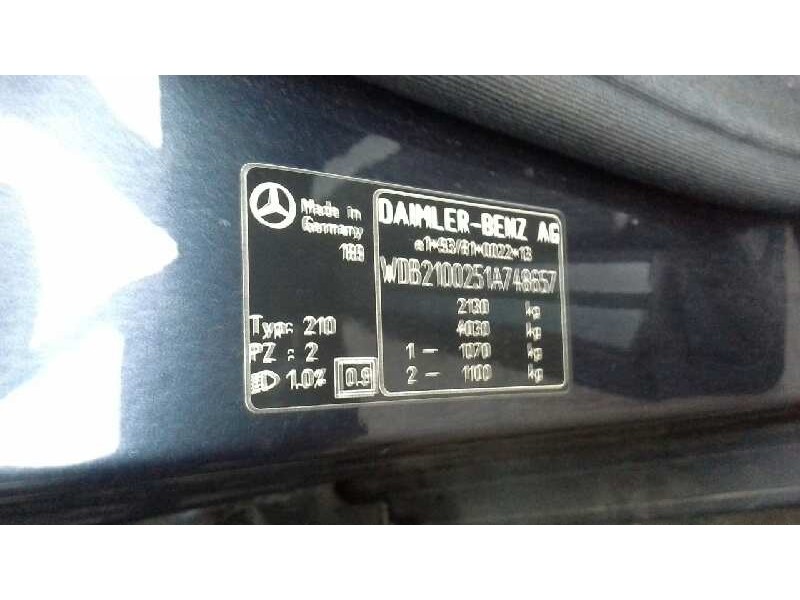 Made in
Germany
199
DAIMLER-BENZ AG
e1*93/81*0022*13
WDB2100251A748657
2130 kg
4030 kg
1 - 1070 kg
2 - 1100 kg
Typ: 210
PZ : 2
1.0% 0.9